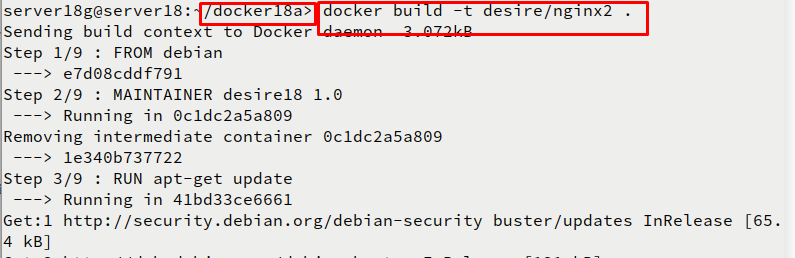 server18g@server18:~/docker18a> docker build -t desire/nginx2 .
Sending build context to Docker daemon  3.072kB
Step 1/9 : FROM debian
 ---> e7d08cddf791
Step 2/9 : MAINTAINER desire18 1.0
 ---> Running in 0c1dc2a5a809
Removing intermediate container 0c1dc2a5a809
 ---> 1e340b737722
Step 3/9 : RUN apt-get update
 ---> Running in 41bd33ce6661
Get:1 http://security.debian.org/debian-security buster/updates InRelease [65.
4 kB]